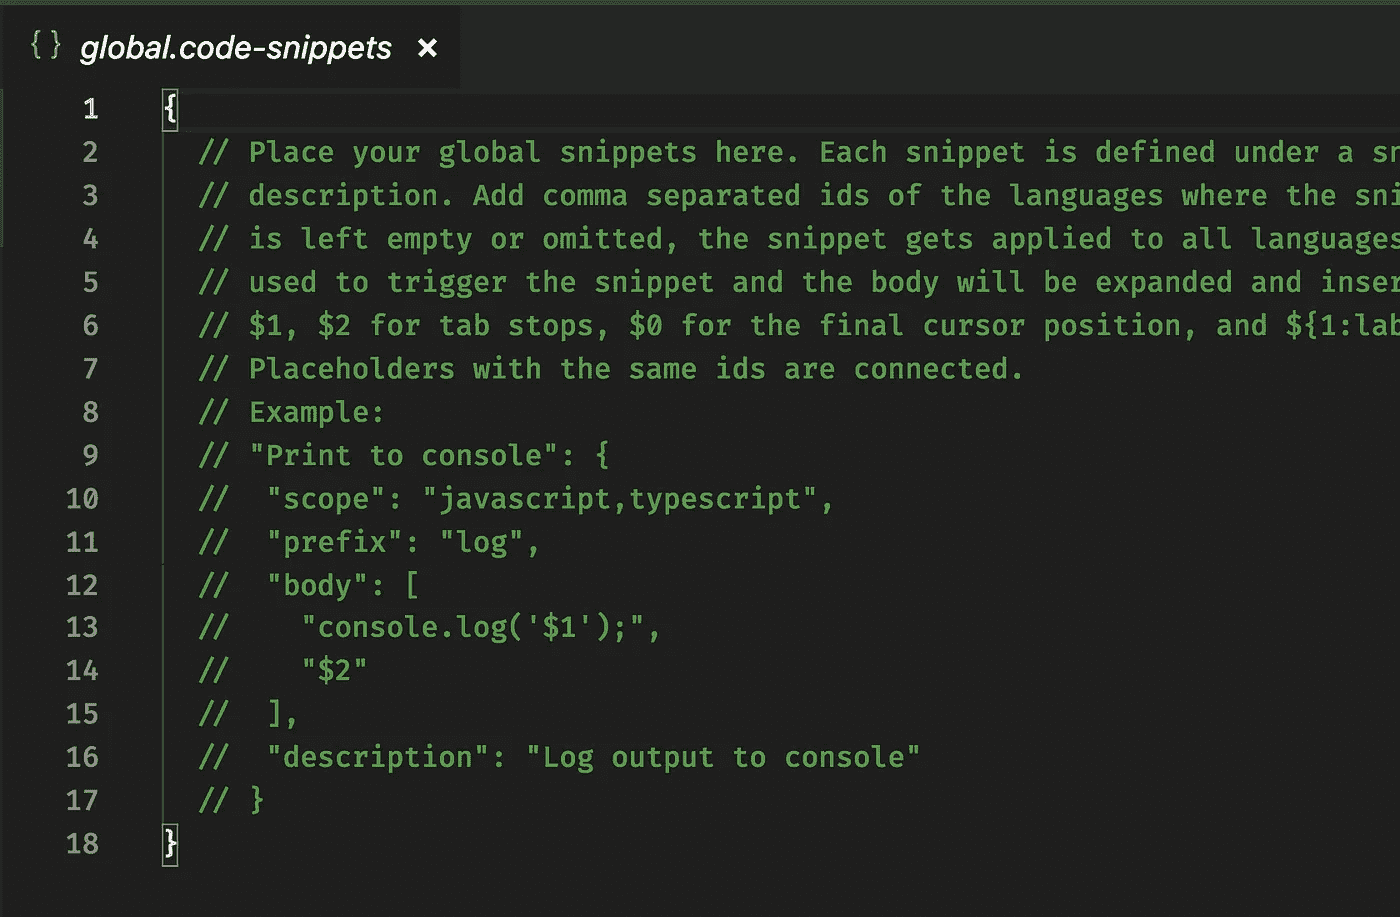 {} global.code-snippets ×
1 {
2 // Place your global snippets here. Each snippet is defined under a
3 // description. Add comma separated ids of the languages where the
4 // is left empty or omitted, the snippet gets applied to all languages
5 // used to trigger the snippet and the body will be expanded and
6 // $1, $2 for tab stops, $0 for the final cursor position, and
7 // Placeholders with the same ids are connected.
8 // Example:
9 // "Print to console": {
10 // "scope": "javascript,typescript",
11 // "prefix": "log",
12 // "body": [
13 // "console.log('$1');",
14 // "$2"
15 // ],
16 // "description": "Log output to console"
17 // }
18 }